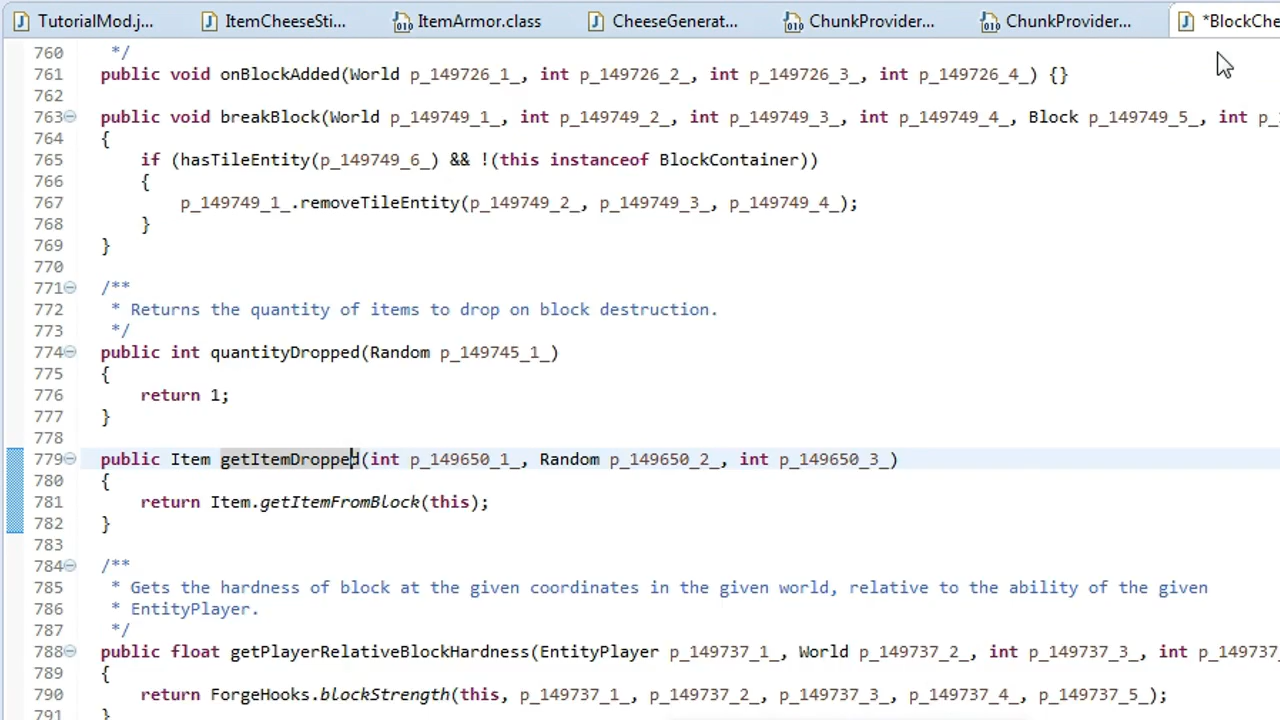 TutorialMod.j... ItemCheeseSti... ItemArmor.class CheeseGenerat... ChunkProvider... ChunkProvider... *BlockChe
760 */
761 public void onBlockAdded(World p_149726_1_, int p_149726_2_, int p_149726_3_, int p_149726_4_) {}
762
763 public void breakBlock(World p_149749_1_, int p_149749_2_, int p_149749_3_, int p_149749_4_, Block p_149749_5_, int p
764 {
765 if (hasTileEntity(p_149749_6_) && !(this instanceof BlockContainer))
766 {
767 p_149749_1_.removeTileEntity(p_149749_2_, p_149749_3_, p_149749_4_);
768 }
769 }
770
771 /**
772 * Returns the quantity of items to drop on block destruction.
773 */
774 public int quantityDropped(Random p_149745_1_)
775 {
776 return 1;
777 }
778
779 public Item getItemDropped(int p_149650_1_, Random p_149650_2_, int p_149650_3_)
780 {
781 return Item.getItemFromBlock(this);
782 }
783
784 /**
785 * Gets the hardness of block at the given coordinates in the given world, relative to the ability of the given
786 * EntityPlayer.
787 */
788 public float getPlayerRelativeBlockHardness(EntityPlayer p_149737_1_, World p_149737_2_, int p_149737_3_, int p_149737_
789 {
790 return ForgeHooks.blockStrength(this, p_149737_1_, p_149737_2_, p_149737_3_, p_149737_4_, p_149737_5_);
791 }